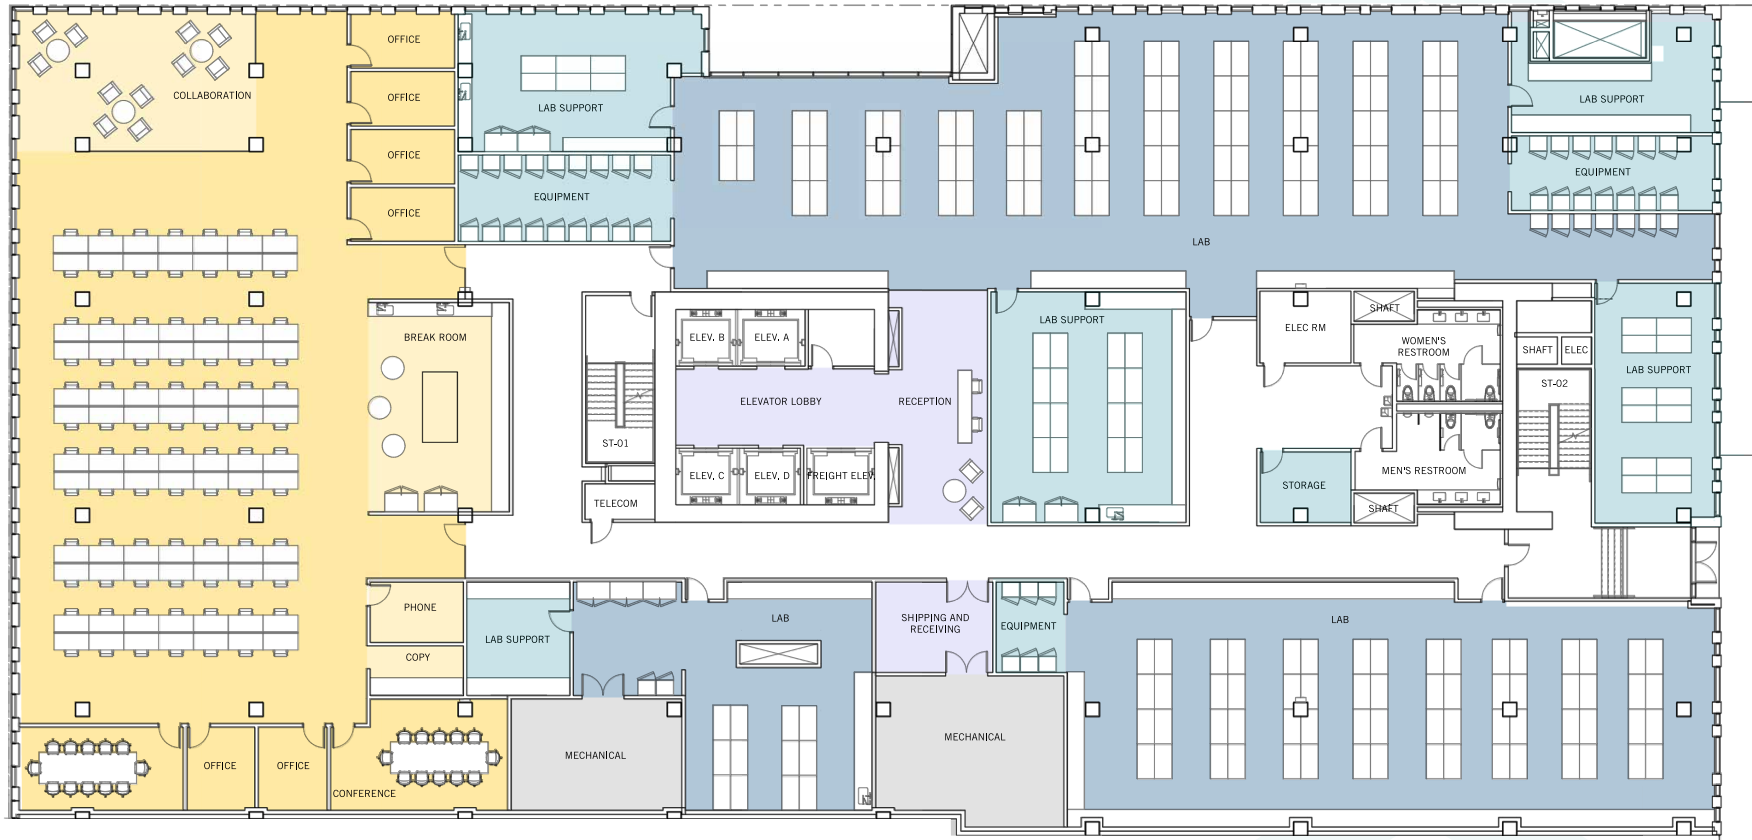 OFFICE
COLLABORATION
OFFICE
LAB SUPPORT
LAB SUPPORT
OFFICE
EQUIPMENT
EQUIPMENT
OFFICE
LAB
BREAK ROOM
ELEV. B
ELEV. A
LAB SUPPORT
ELEC RM
SHAFT
WOMEN'S
RESTROOM
SHAFT
ELEC
LAB SUPPORT
ST-02
ELEVATOR LOBBY
RECEPTION
ST-01
ELEV. C
ELEV. D
FREIGHT ELEV.
MEN'S RESTROOM
STORAGE
TELECOM
SHAFT
PHONE
LAB SUPPORT
LAB
SHIPPING AND
RECEIVING
EQUIPMENT
LAB
COPY
MECHANICAL
MECHANICAL
OFFICE
OFFICE
CONFERENCE